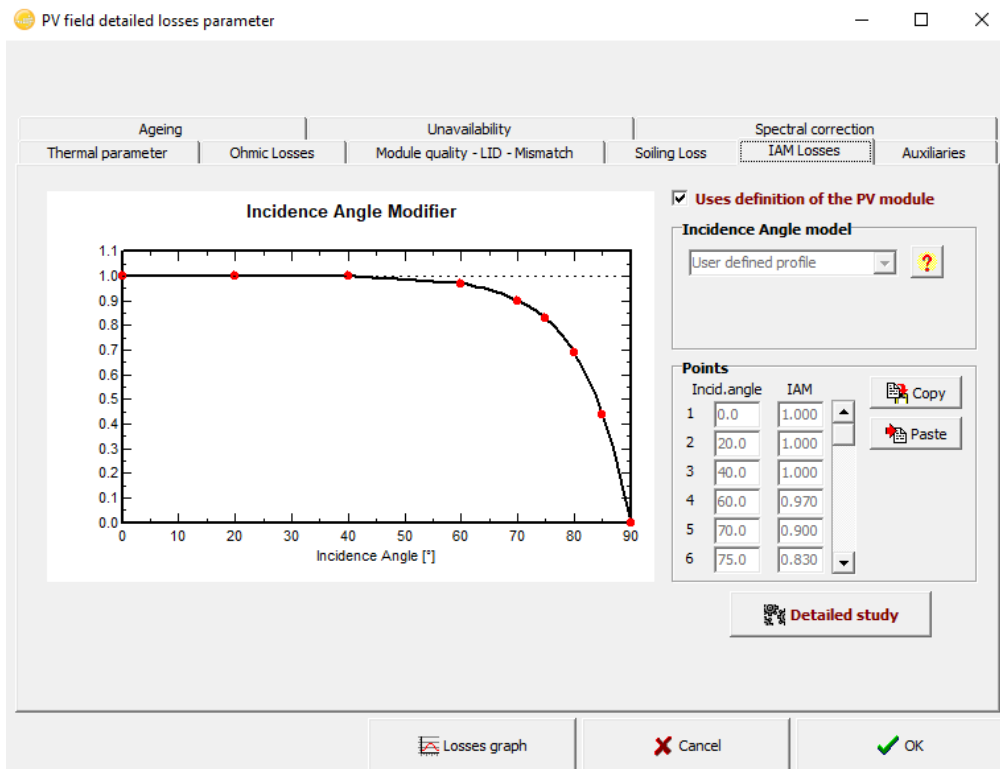 PV field detailed losses parameter
Ageing Unavailability Spectral correction
Thermal parameter Ohmic Losses Module quality - LID - Mismatch Soiling Loss IAM Losses Auxiliaries
Incidence Angle Modifier
1.1
1.0
0.9
0.8
0.7
0.6
0.5
0.4
0.3
0.2
0.1
0.0
0 10 20 30 40 50 60 70 80 90
Incidence Angle [°]
Uses definition of the PV module
Incidence Angle model
User defined profile
?
Points
Incid.angle IAM
1 0.0 1.000
2 20.0 1.000
3 40.0 1.000
4 60.0 0.970
5 70.0 0.900
6 75.0 0.830
Copy
Paste
Detailed study
Losses graph Cancel OK